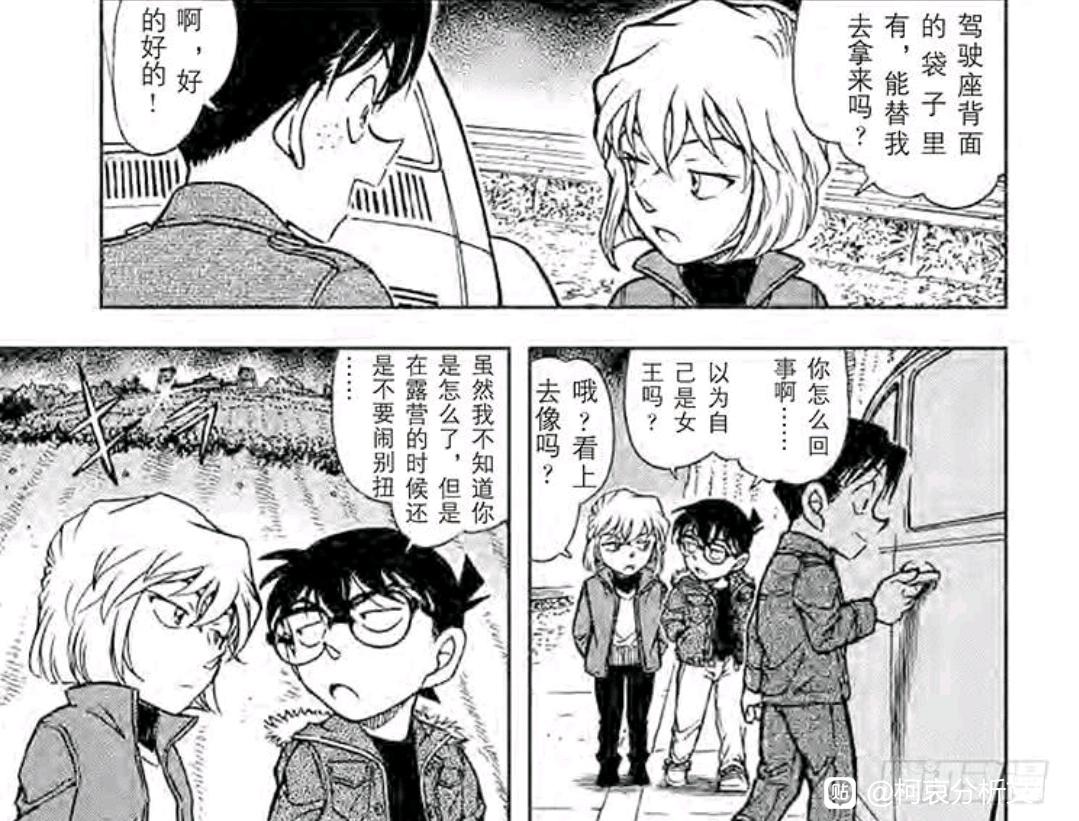 驾驶座背面
的袋子里
有，能替我
去拿来吗？
啊，好
的好的！
你怎么回
事啊……
以为自
己是女
王吗？
哦？看上
去像吗？
虽然我不知道你
是怎么了，但是
在露营的时候还
是不要闹别扭
……
贴 @柯哀分析文